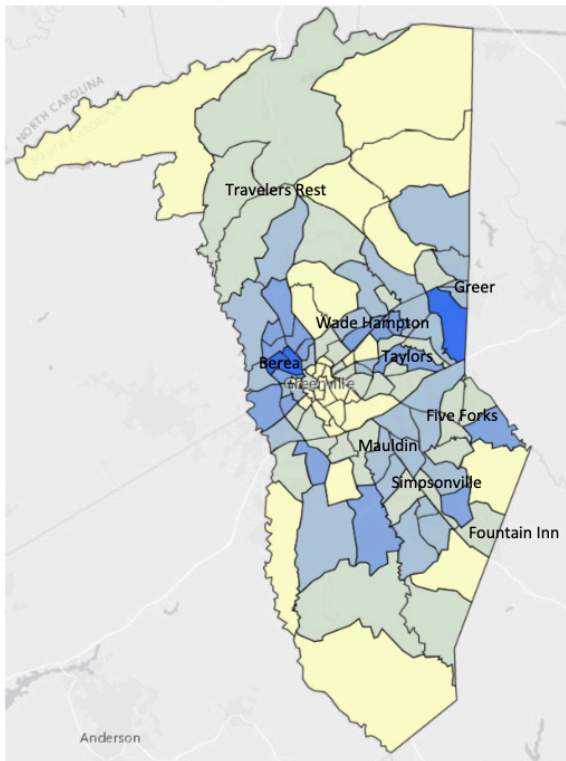 NORTH CAROLINA
SOUTH CAROLINA
Travelers Rest
Greer
Wade Hampton
Taylors
Berea
Greenville
Five Forks
Mauldin
Simpsonville
Fountain Inn
Anderson